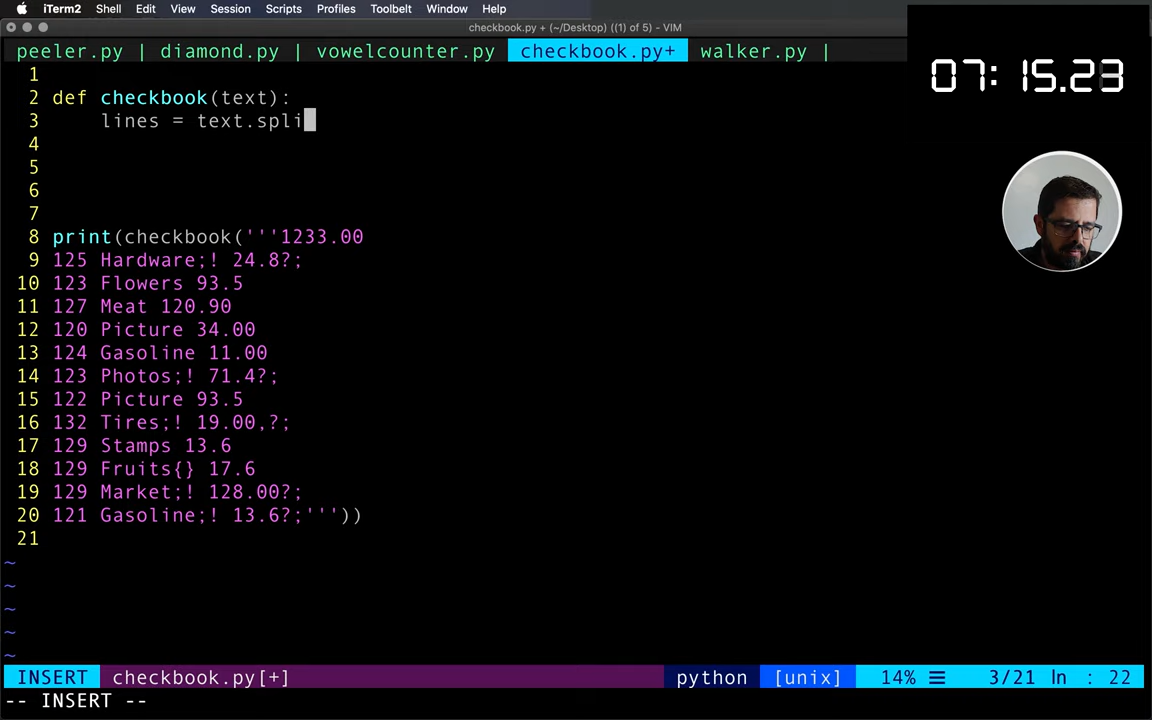 iTerm2 Shell Edit View Session Scripts Profiles Toolbelt Window Help
checkbook.py + (~/Desktop) ((1) of 5) - VIM
peeler.py | diamond.py | vowelcounter.py checkbook.py+ walker.py |
07:15.23
1
2 def checkbook(text):
3     lines = text.spli
4
5
6
7
8 print(checkbook('''1233.00
9 125 Hardware;! 24.8?;
10 123 Flowers 93.5
11 127 Meat 120.90
12 120 Picture 34.00
13 124 Gasoline 11.00
14 123 Photos;! 71.4?;
15 122 Picture 93.5
16 132 Tires;! 19.00,?;
17 129 Stamps 13.6
18 129 Fruits{} 17.6
19 129 Market;! 128.00?;
20 121 Gasoline;! 13.6?;'''))
21
~
~
~
~
~
INSERT checkbook.py[+] python [unix] 14% ☰ 3/21 ln : 22
-- INSERT --